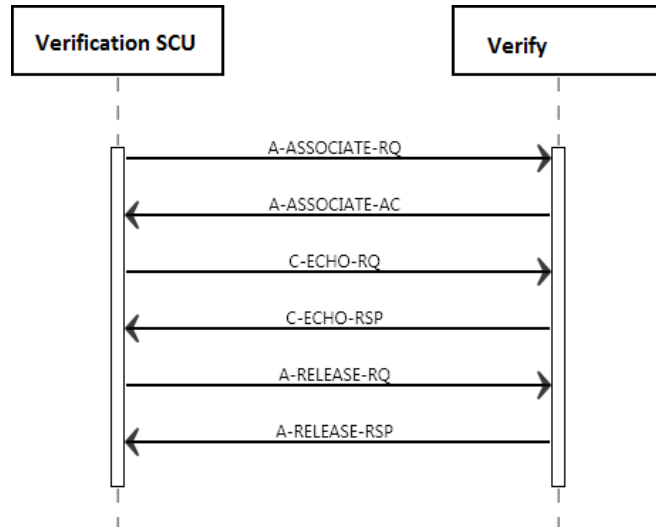 Verification SCU
Verify
A-ASSOCIATE-RQ
A-ASSOCIATE-AC
C-ECHO-RQ
C-ECHO-RSP
A-RELEASE-RQ
A-RELEASE-RSP